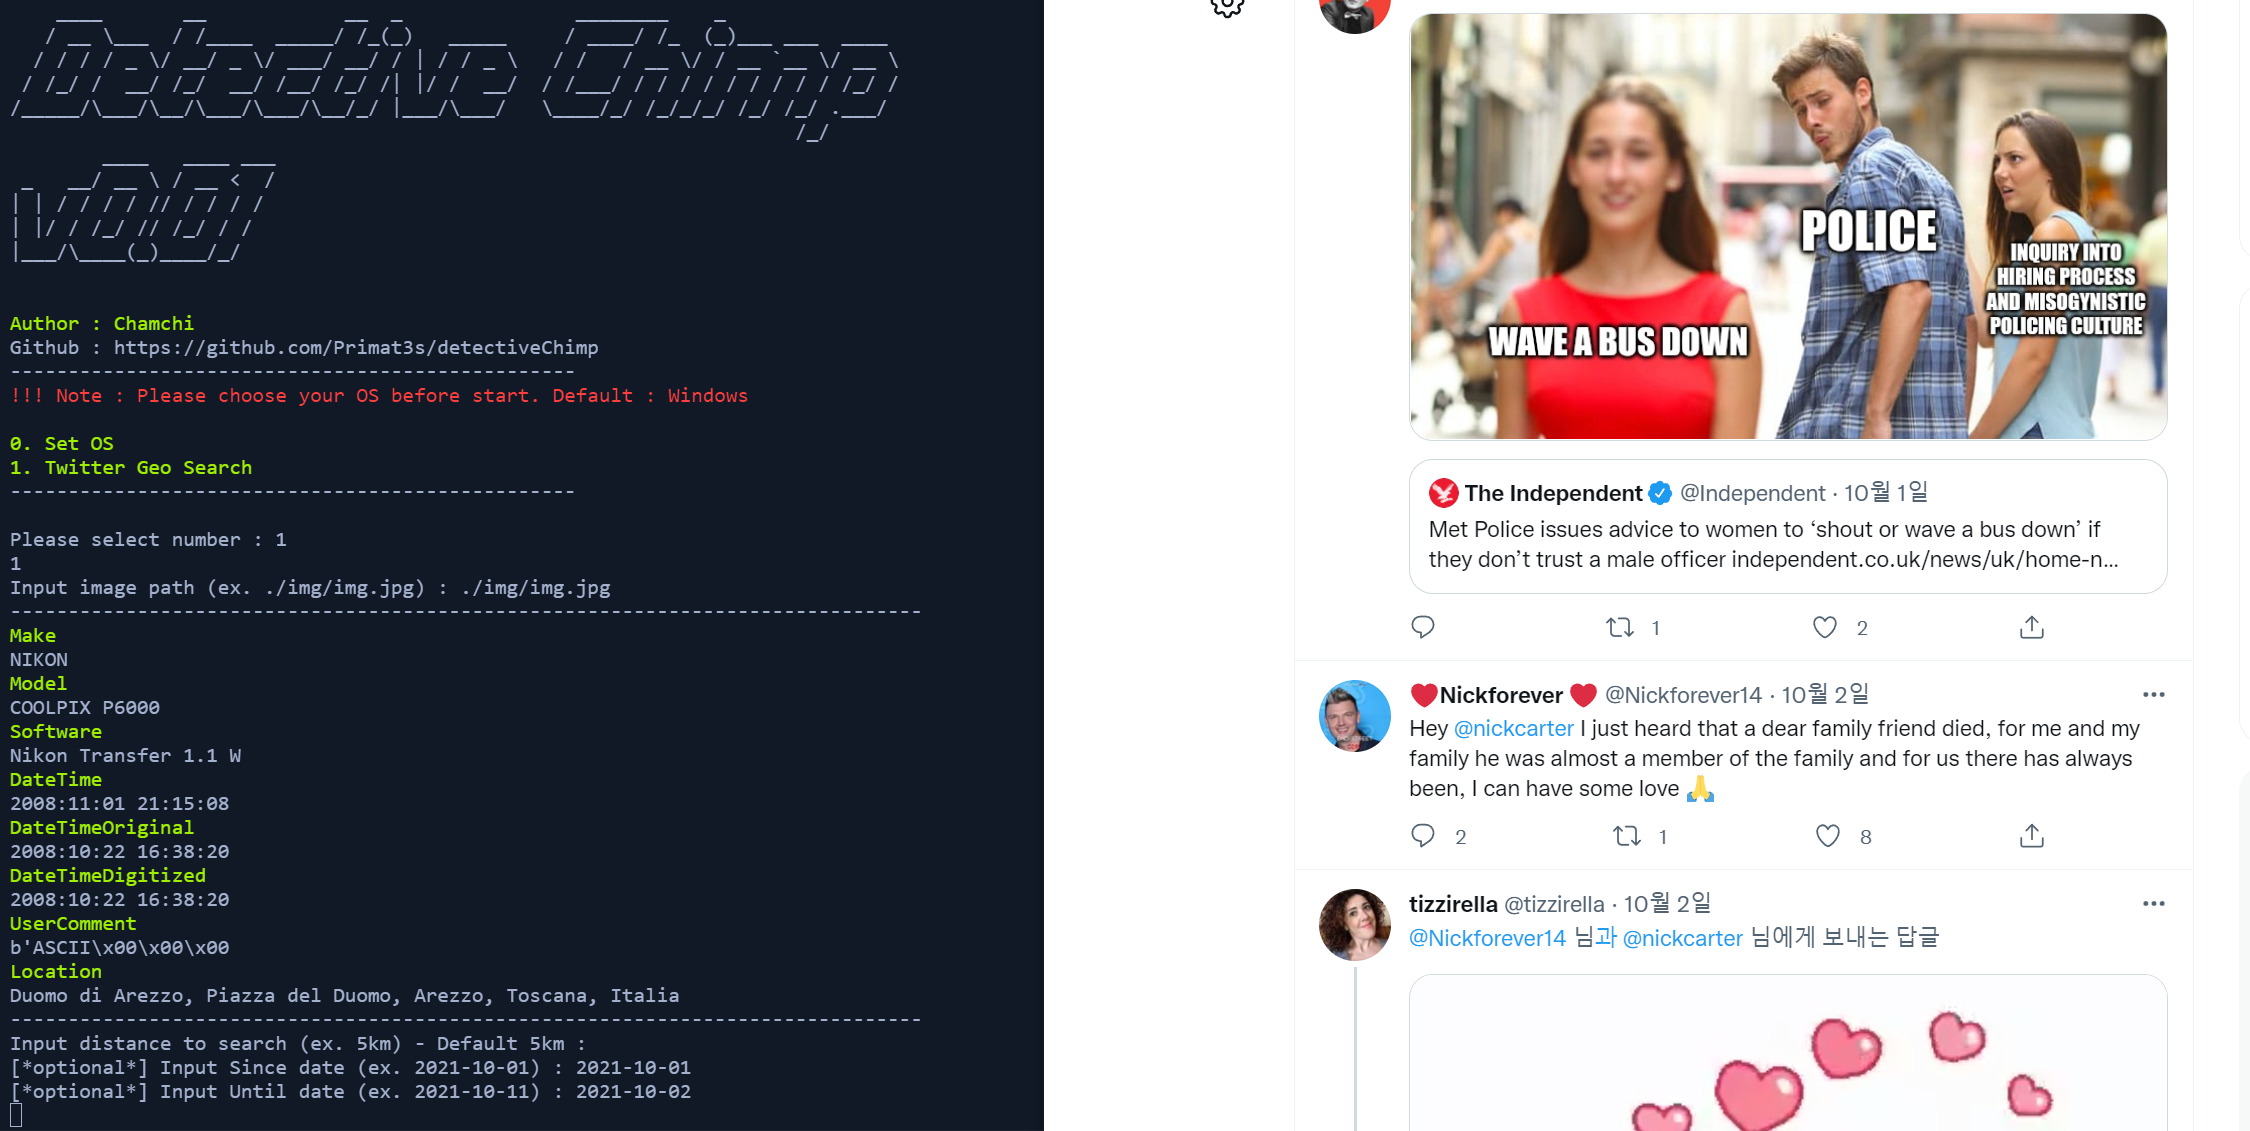 Detective Chimp
v0.1
Author : Chamchi
Github : https://github.com/Primat3s/detectiveChimp
-------------------------------------------------
!!! Note : Please choose your OS before start. Default : Windows
0. Set OS
1. Twitter Geo Search
-------------------------------------------------
Please select number : 1
1
Input image path (ex. ./img/img.jpg) : ./img/img.jpg
-------------------------------------------------------------------------------
Make
NIKON
Model
COOLPIX P6000
Software
Nikon Transfer 1.1 W
DateTime
2008:11:01 21:15:08
DateTimeOriginal
2008:10:22 16:38:20
DateTimeDigitized
2008:10:22 16:38:20
UserComment
b'ASCII\x00\x00\x00
Location
Duomo di Arezzo, Piazza del Duomo, Arezzo, Toscana, Italia
-------------------------------------------------------------------------------
Input distance to search (ex. 5km) - Default 5km :
[*optional*] Input Since date (ex. 2021-10-01) : 2021-10-01
[*optional*] Input Until date (ex. 2021-10-11) : 2021-10-02
WAVE A BUS DOWN
POLICE
INQUIRY INTO
HIRING PROCESS
AND MISOGYNISTIC
POLICING CULTURE
The Independent @Independent · 10월 1일
Met Police issues advice to women to ‘shout or wave a bus down’ if
they don’t trust a male officer independent.co.uk/news/uk/home-n…
1 2
❤️Nickforever ❤️ @Nickforever14 · 10월 2일
Hey @nickcarter I just heard that a dear family friend died, for me and my
family he was almost a member of the family and for us there has always
been, I can have some love 🙏
2 1 8
tizzirella @tizzirella · 10월 2일
@Nickforever14 님과 @nickcarter 님에게 보내는 답글